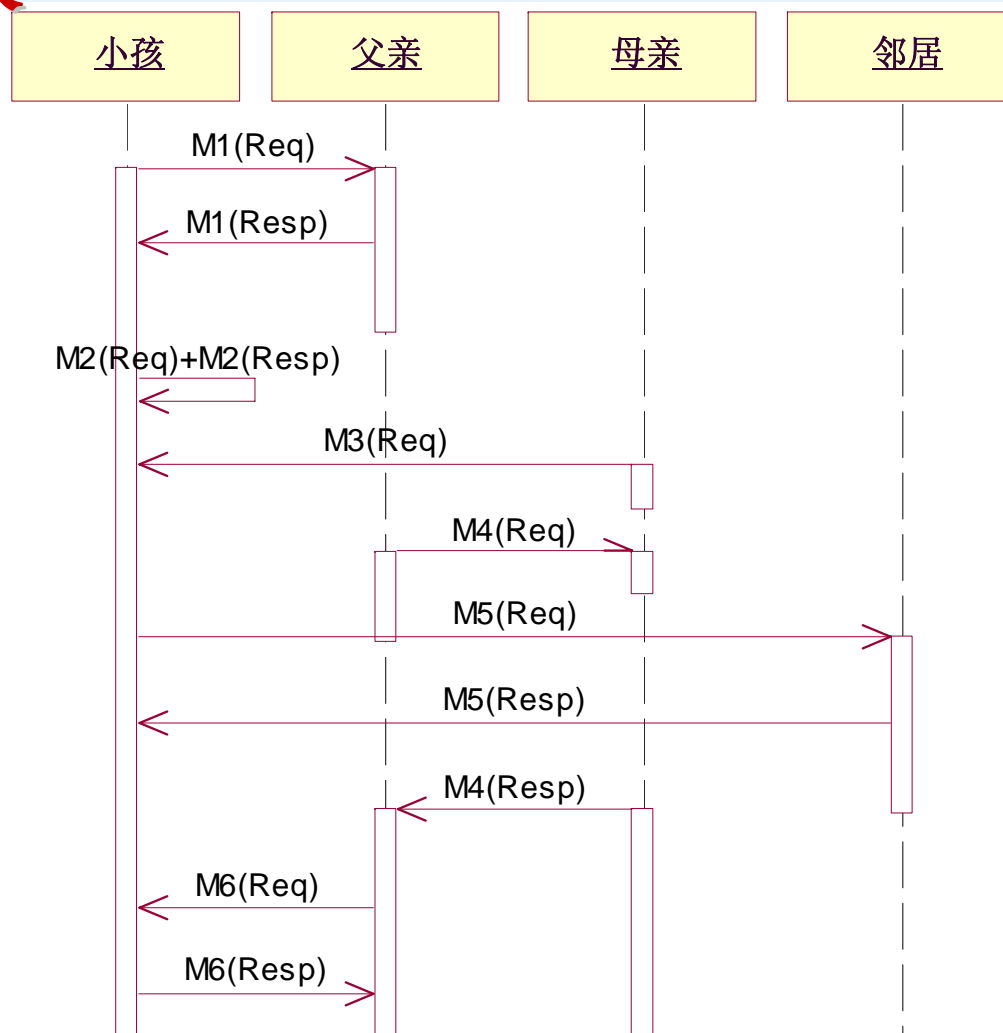 小孩 父亲 母亲 邻居
M1(Req)
M1(Resp)
M2(Req)+M2(Resp)
M3(Req)
M4(Req)
M5(Req)
M5(Resp)
M4(Resp)
M6(Req)
M6(Resp)